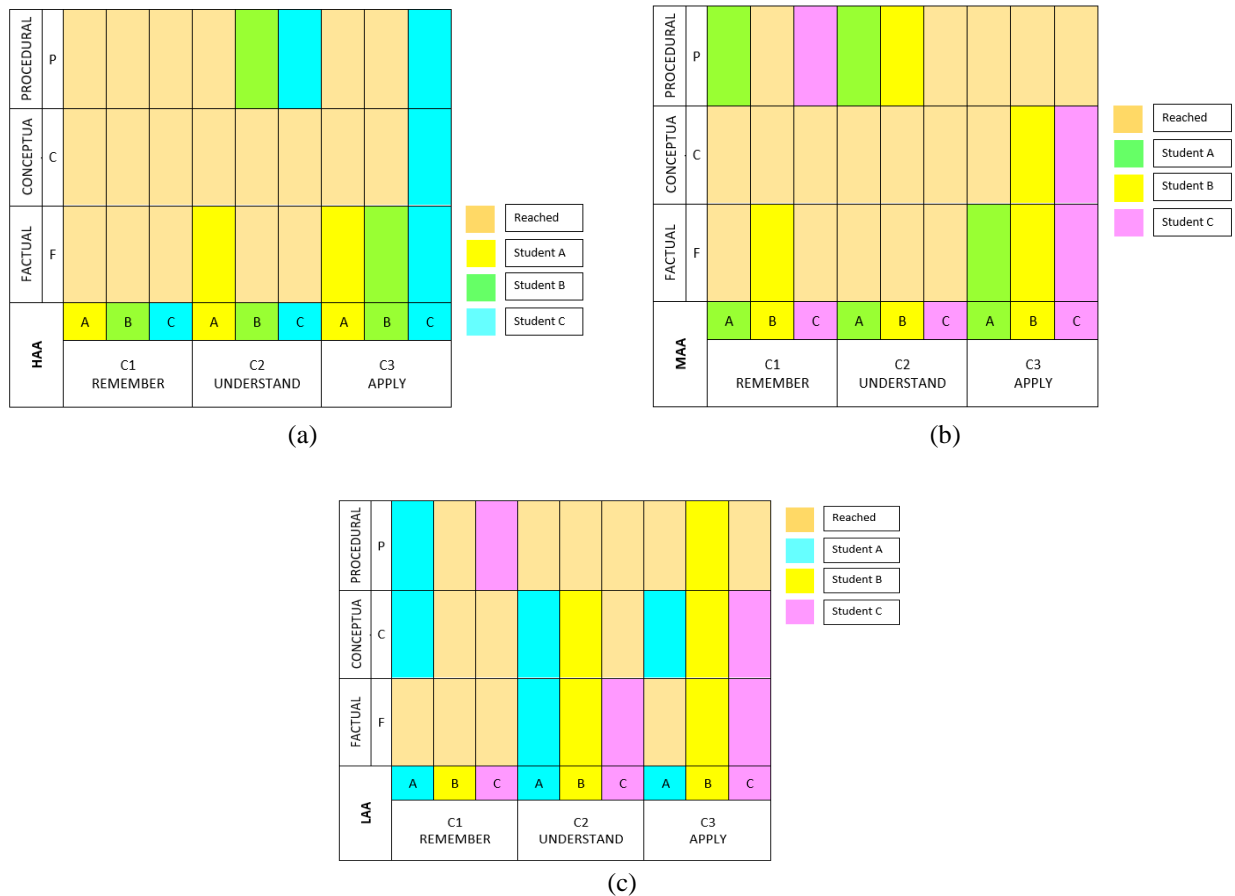 PROCEDURAL P
CONCEPTUA C
FACTUAL F
HAA
A B C A B C A B C
C1 C2 C3
REMEMBER UNDERSTAND APPLY
Reached
Student A
Student B
Student C
(a)
PROCEDURAL P
CONCEPTUA C
FACTUAL F
MAA
A B C A B C A B C
C1 C2 C3
REMEMBER UNDERSTAND APPLY
Reached
Student A
Student B
Student C
(b)
PROCEDURAL P
CONCEPTUA C
FACTUAL F
LAA
A B C A B C A B C
C1 C2 C3
REMEMBER UNDERSTAND APPLY
Reached
Student A
Student B
Student C
(c)